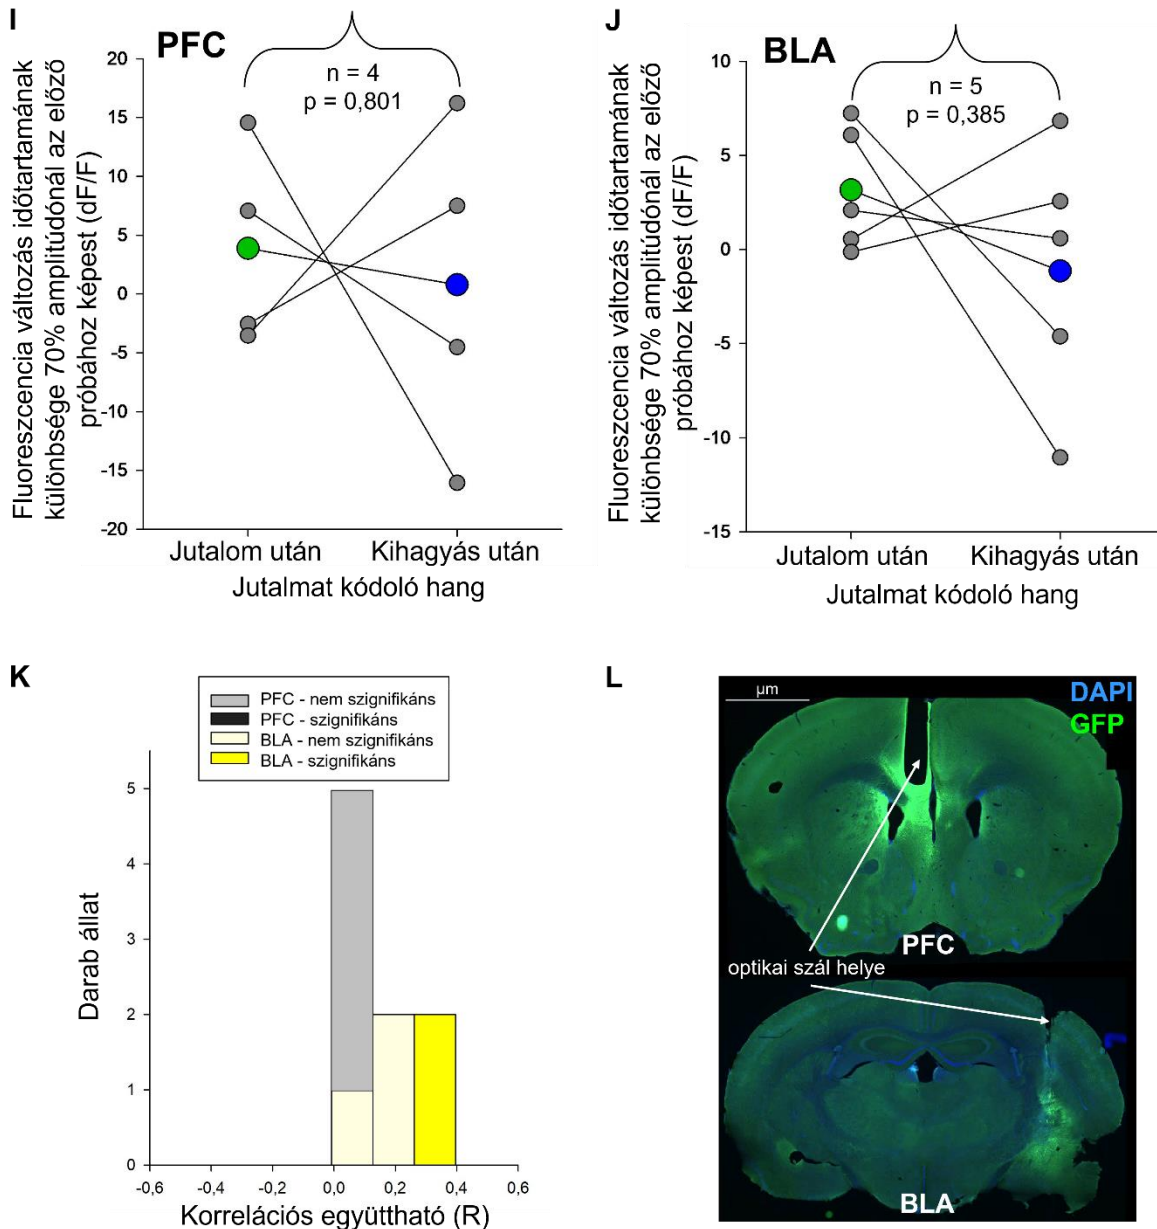 I
PFC
n = 4
p = 0,801
Fluoreszcencia változás időtartamának
különbsége 70% amplitúdónál az előző
próbához képest (dF/F)
20
15
10
5
0
-5
-10
-15
-20
Jutalom után
Kihagyás után
Jutalmat kódoló hang
J
BLA
n = 5
p = 0,385
Fluoreszcencia változás időtartamának
különbsége 70% amplitúdónál az előző
próbához képest (dF/F)
10
5
0
-5
-10
-15
Jutalom után
Kihagyás után
Jutalmat kódoló hang
K
PFC - nem szignifikáns
PFC - szignifikáns
BLA - nem szignifikáns
BLA - szignifikáns
Darab állat
5
4
3
2
1
0
-0,6
-0,4
-0,2
0,0
0,2
0,4
0,6
Korrelációs együttható (R)
L
µm
DAPI
GFP
PFC
optikai szál helye
BLA